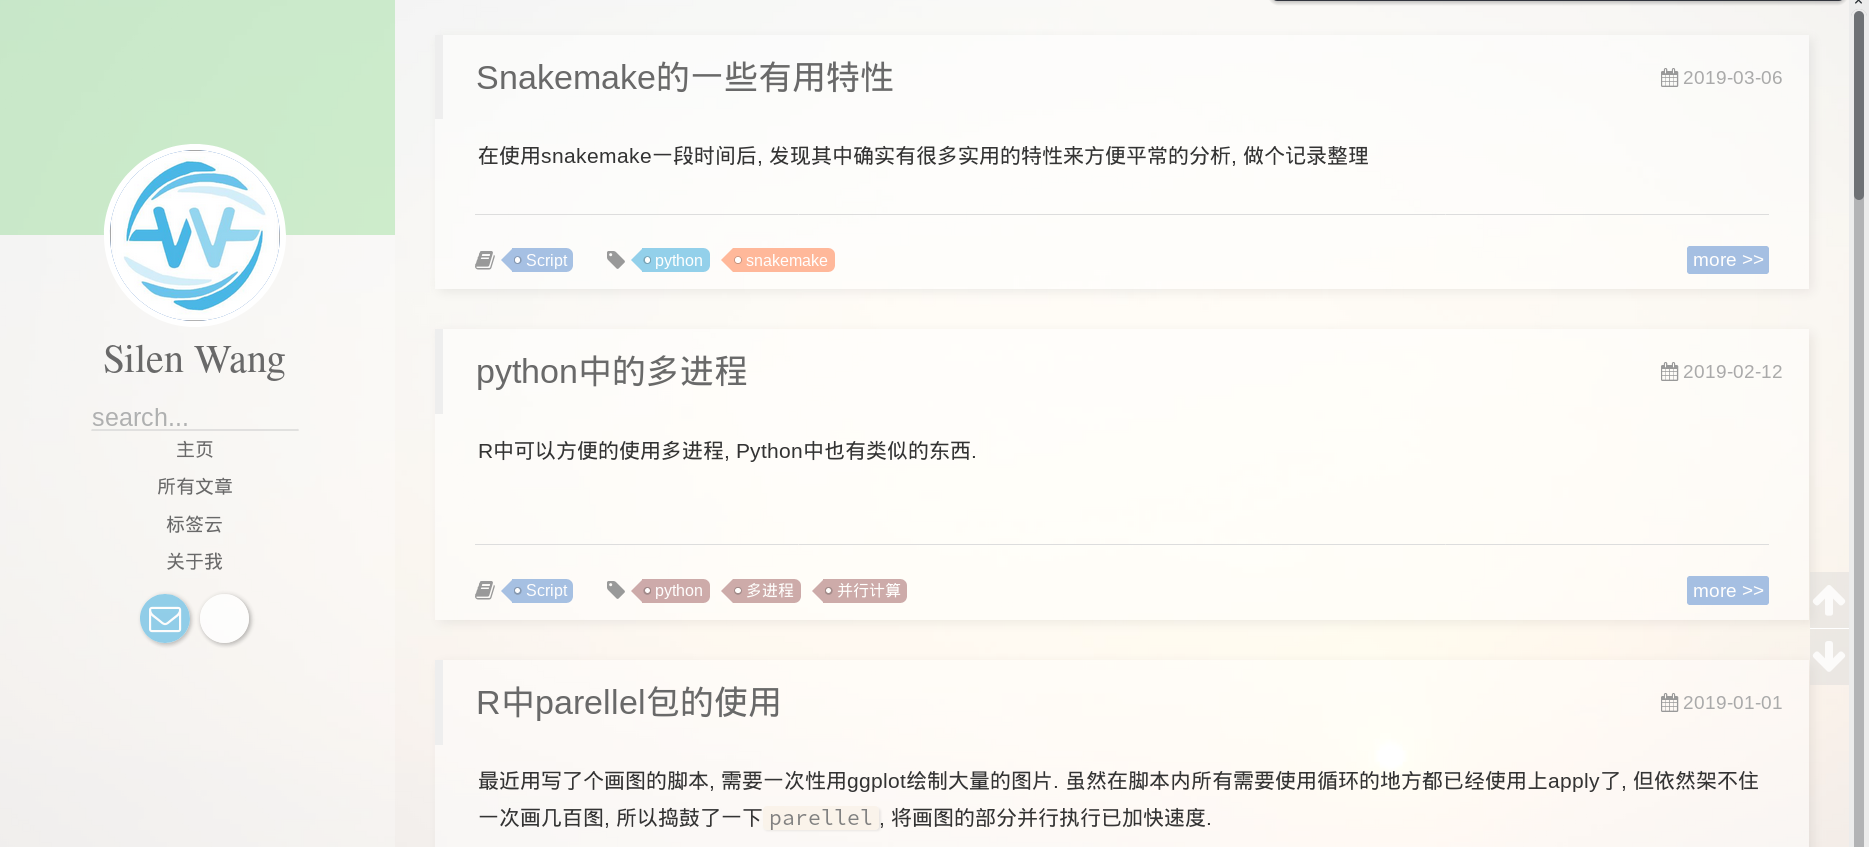 Silen Wang
search...
主页
所有文章
标签云
关于我
Snakemake的一些有用特性
2019-03-06
在使用snakemake一段时间后, 发现其中确实有很多实用的特性来方便平常的分析, 做个记录整理
Script python snakemake more >>
python中的多进程
2019-02-12
R中可以方便的使用多进程, Python中也有类似的东西.
Script python 多进程 并行计算 more >>
R中parellel包的使用
2019-01-01
最近用写了个画图的脚本, 需要一次性用ggplot绘制大量的图片. 虽然在脚本内所有需要使用循环的地方都已经使用上apply了, 但依然架不住
一次画几百图, 所以捣鼓了一下 parellel , 将画图的部分并行执行已加快速度.